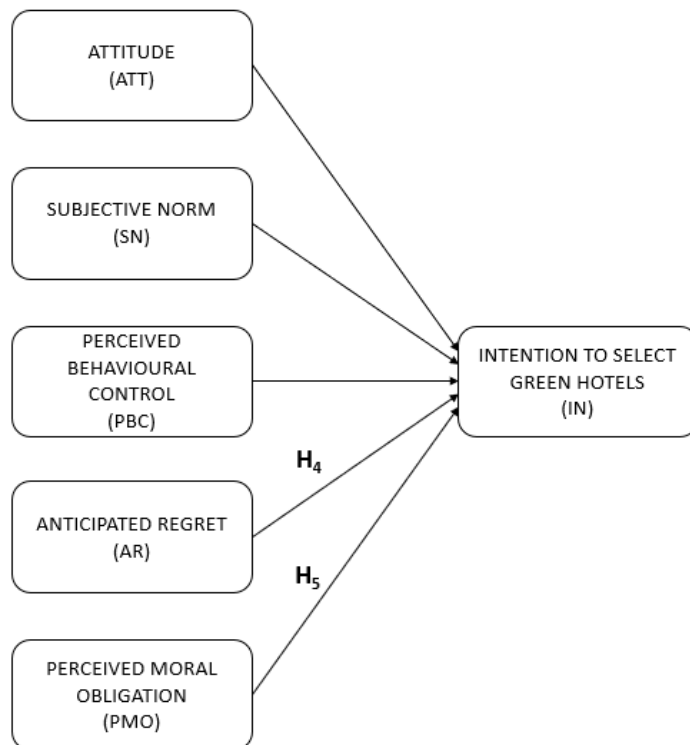 ATTITUDE
(ATT)
SUBJECTIVE NORM
(SN)
PERCEIVED
BEHAVIOURAL
CONTROL
(PBC)
INTENTION TO SELECT
GREEN HOTELS
(IN)
H₄
ANTICIPATED REGRET
(AR)
H₅
PERCEIVED MORAL
OBLIGATION
(PMO)